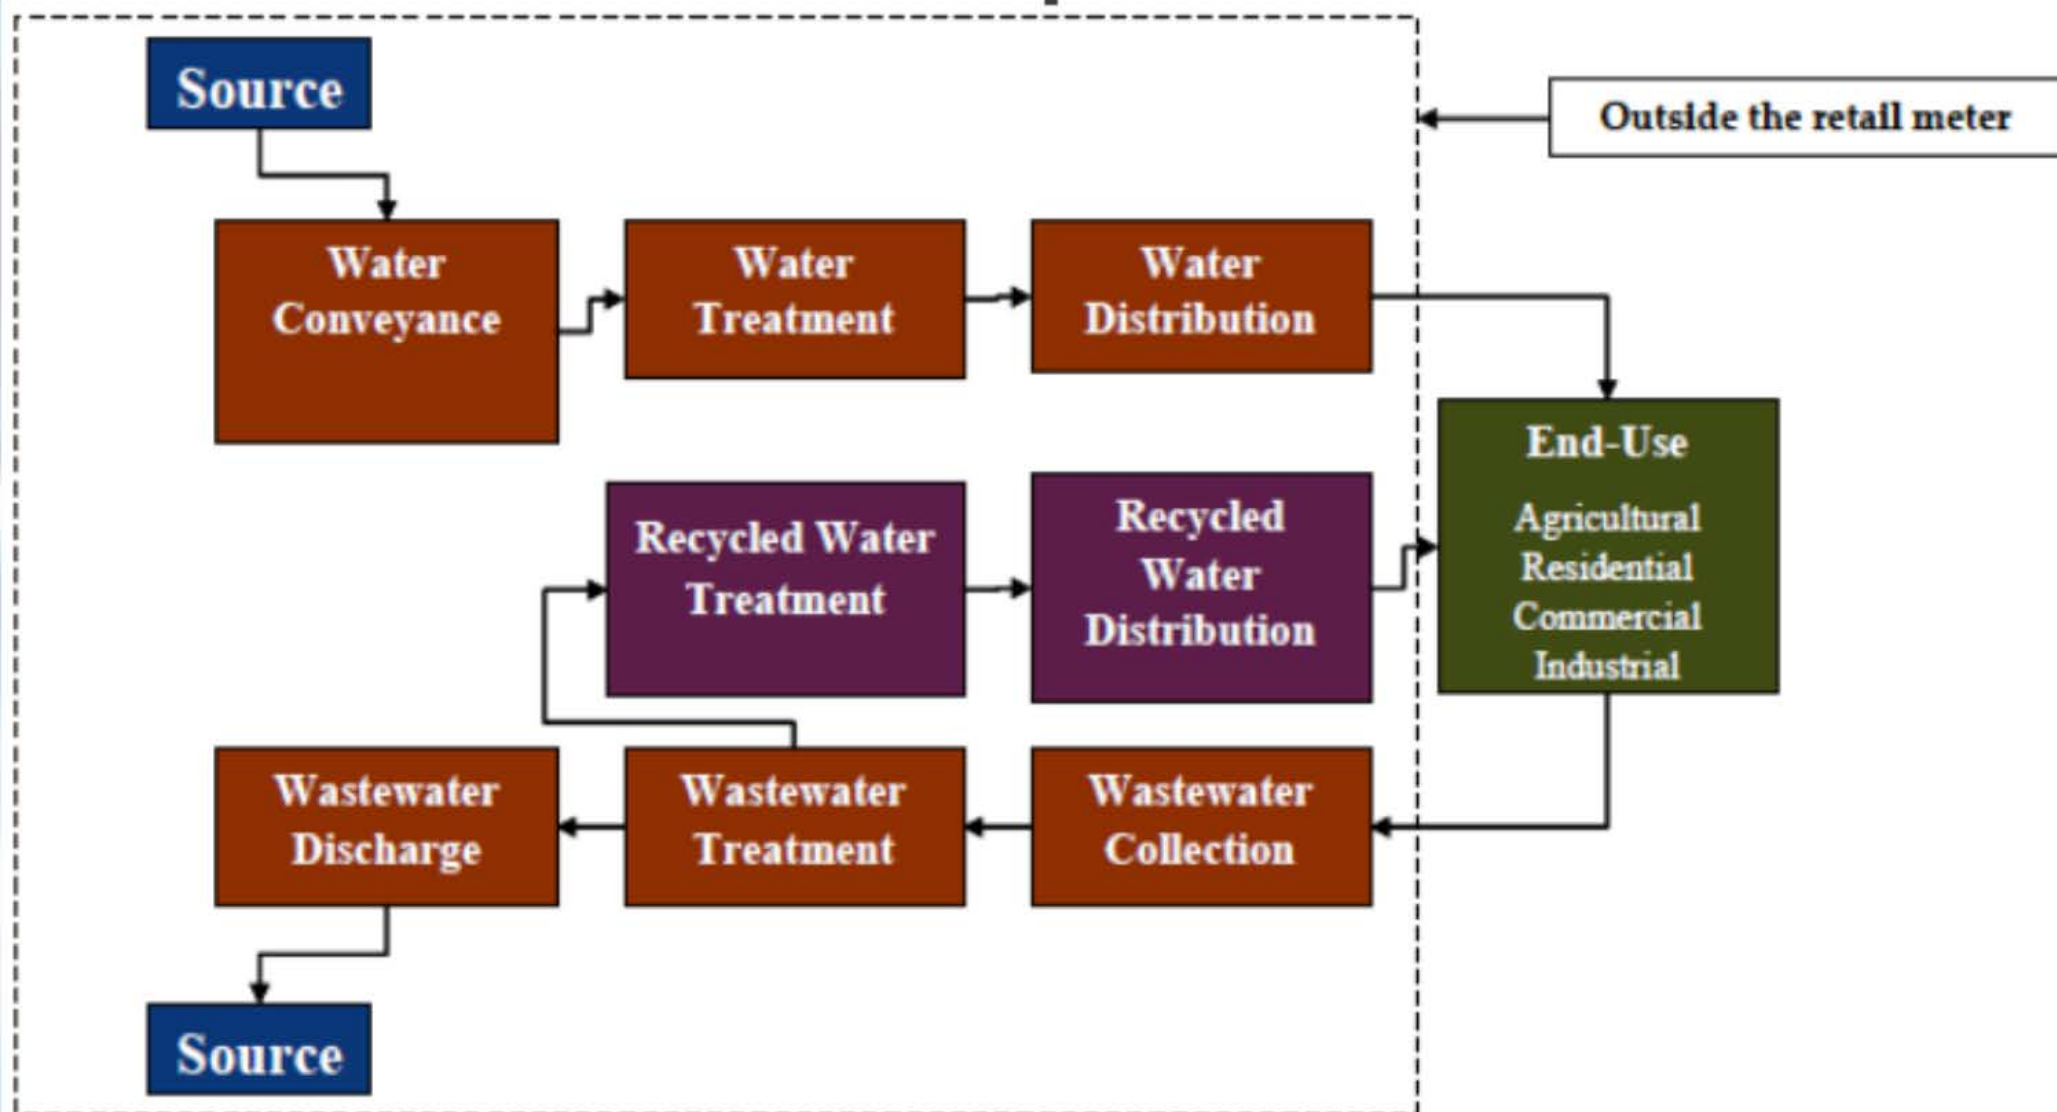 Source
Outside the retail meter
Water
Conveyance
Water
Treatment
Water
Distribution
End-Use
Agricultural
Residential
Commercial
Industrial
Recycled Water
Treatment
Recycled
Water
Distribution
Wastewater
Discharge
Wastewater
Treatment
Wastewater
Collection
Source